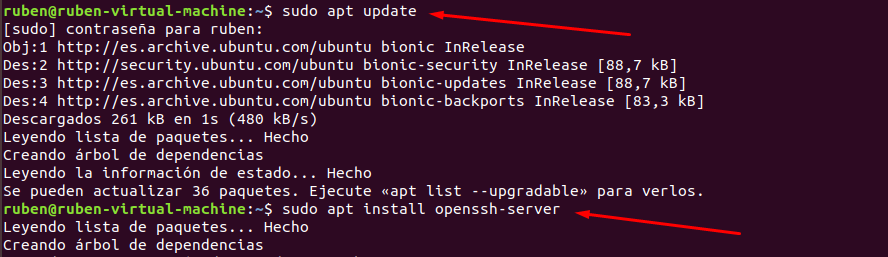 ruben@ruben-virtual-machine:~$ sudo apt update
[sudo] contraseña para ruben:
Obj:1 http://es.archive.ubuntu.com/ubuntu bionic InRelease
Des:2 http://security.ubuntu.com/ubuntu bionic-security InRelease [88,7 kB]
Des:3 http://es.archive.ubuntu.com/ubuntu bionic-updates InRelease [88,7 kB]
Des:4 http://es.archive.ubuntu.com/ubuntu bionic-backports InRelease [83,3 kB]
Descargados 261 kB en 1s (480 kB/s)
Leyendo lista de paquetes... Hecho
Creando árbol de dependencias
Leyendo la información de estado... Hecho
Se pueden actualizar 36 paquetes. Ejecute «apt list --upgradable» para verlos.
ruben@ruben-virtual-machine:~$ sudo apt install openssh-server
Leyendo lista de paquetes... Hecho
Creando árbol de dependencias